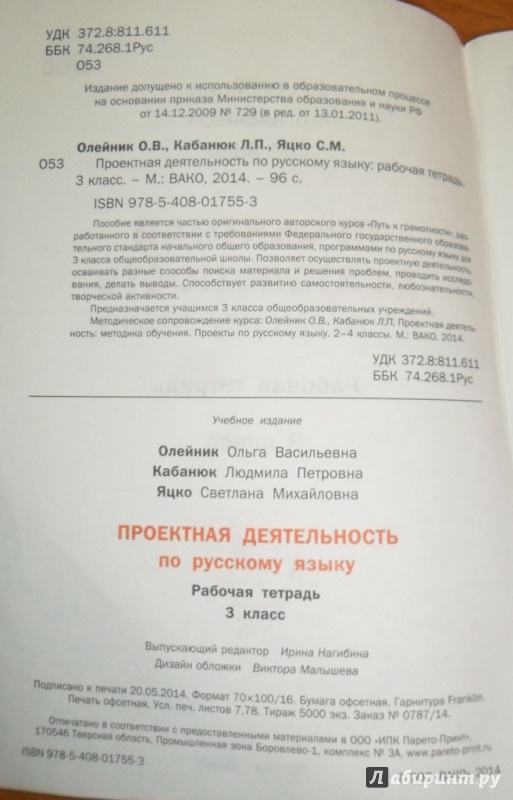 УДК 372.8:811.611
ББК 74.268.1Рус
О53
Издание допущено к использованию в образовательном процессе
на основании приказа Министерства образования и науки РФ
от 14.12.2009 № 729 (в ред. от 13.01.2011).
Олейник О.В., Кабанюк Л.П., Яцко С.М.
О53 Проектная деятельность по русскому языку: рабочая тетрадь.
3 класс. – М.: ВАКО, 2014. – 96 с.
ISBN 978-5-408-01755-3
Пособие является частью оригинального авторского курса «Путь к грамотности», раз-
работанного в соответствии с требованиями Федерального государственного образова-
тельного стандарта начального общего образования, программами по русскому языку для
3 класса общеобразовательной школы. Позволяет осуществлять проектную деятельность,
осваивать разные способы поиска материала и решения проблем, проводить исследо-
вания, делать выводы. Способствует развитию самостоятельности, любознательности,
творческой активности.
Предназначается учащимся 3 класса общеобразовательных учреждений.
Методическое сопровождение курса: Олейник О.В., Кабанюк Л.П. Проектная деятель-
ность: методика обучения. Проекты по русскому языку. 2–4 классы. М.: ВАКО, 2014.
УДК 372.8:811.611
ББК 74.268.1Рус
Учебное издание
Олейник Ольга Васильевна
Кабанюк Людмила Петровна
Яцко Светлана Михайловна
ПРОЕКТНАЯ ДЕЯТЕЛЬНОСТЬ
по русскому языку
Рабочая тетрадь
3 класс
Выпускающий редактор Ирина Нагибина
Дизайн обложки Виктора Малышева
Подписано к печати 20.05.2014. Формат 70×100/16. Бумага офсетная. Гарнитура Franklin.
Печать офсетная. Усл. печ. листов 7,78. Тираж 5000 экз. Заказ № 0787/14.
Отпечатано в соответствии с предоставленными материалами в ООО «ИПК Парето-Принт»,
170546 Тверская область, Промышленная зона Боровлево-1, комплекс № 3А, www.pareto-print.ru
ISBN 978-5-408-01755-3
ВАКО, 2014
Лабиринт.ру